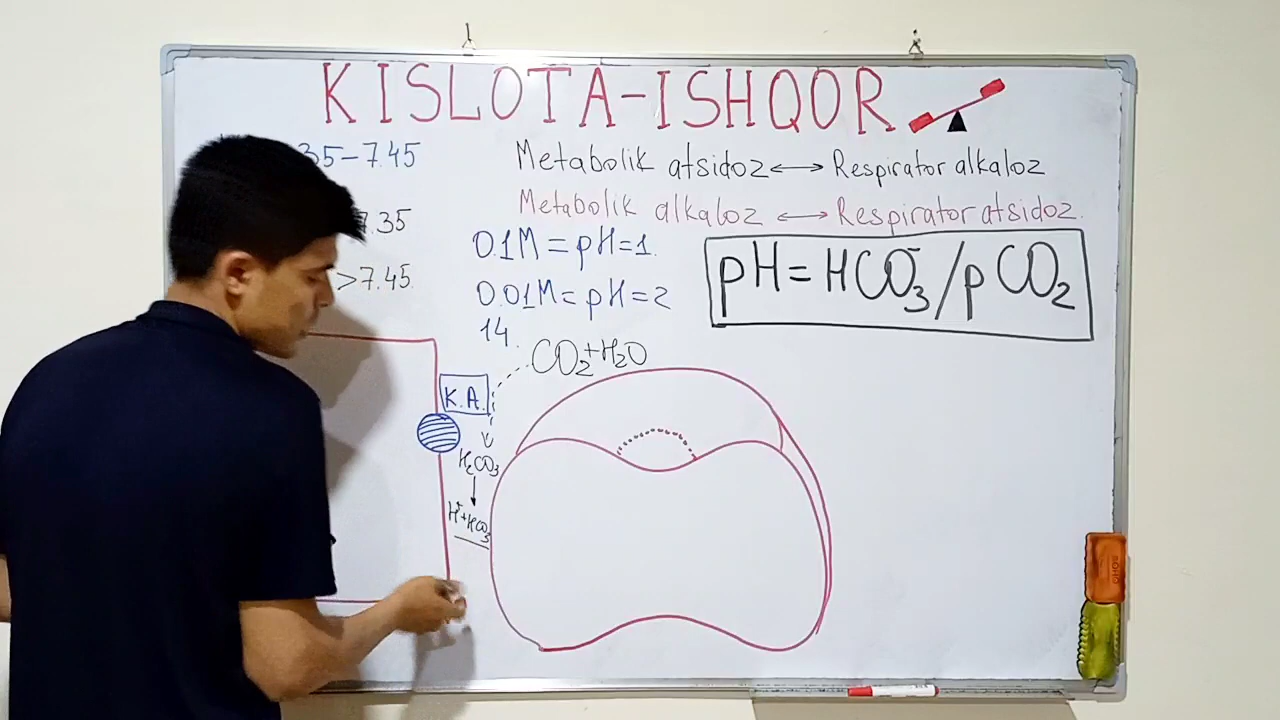 KISLOTA-ISHQOR
35-7.45
7.35
>7.45
Metabolik atsidoz ⟷ Respirator alkaloz
Metabolik alkaloz ⟷ Respirator atsidoz.
0.1M = pH=1.
0.01M = pH=2
14.
pH = HCO₃⁻/pCO₂
CO₂+H₂O
K.A.
H₂CO₃
H⁺+HCO₃
SOHO